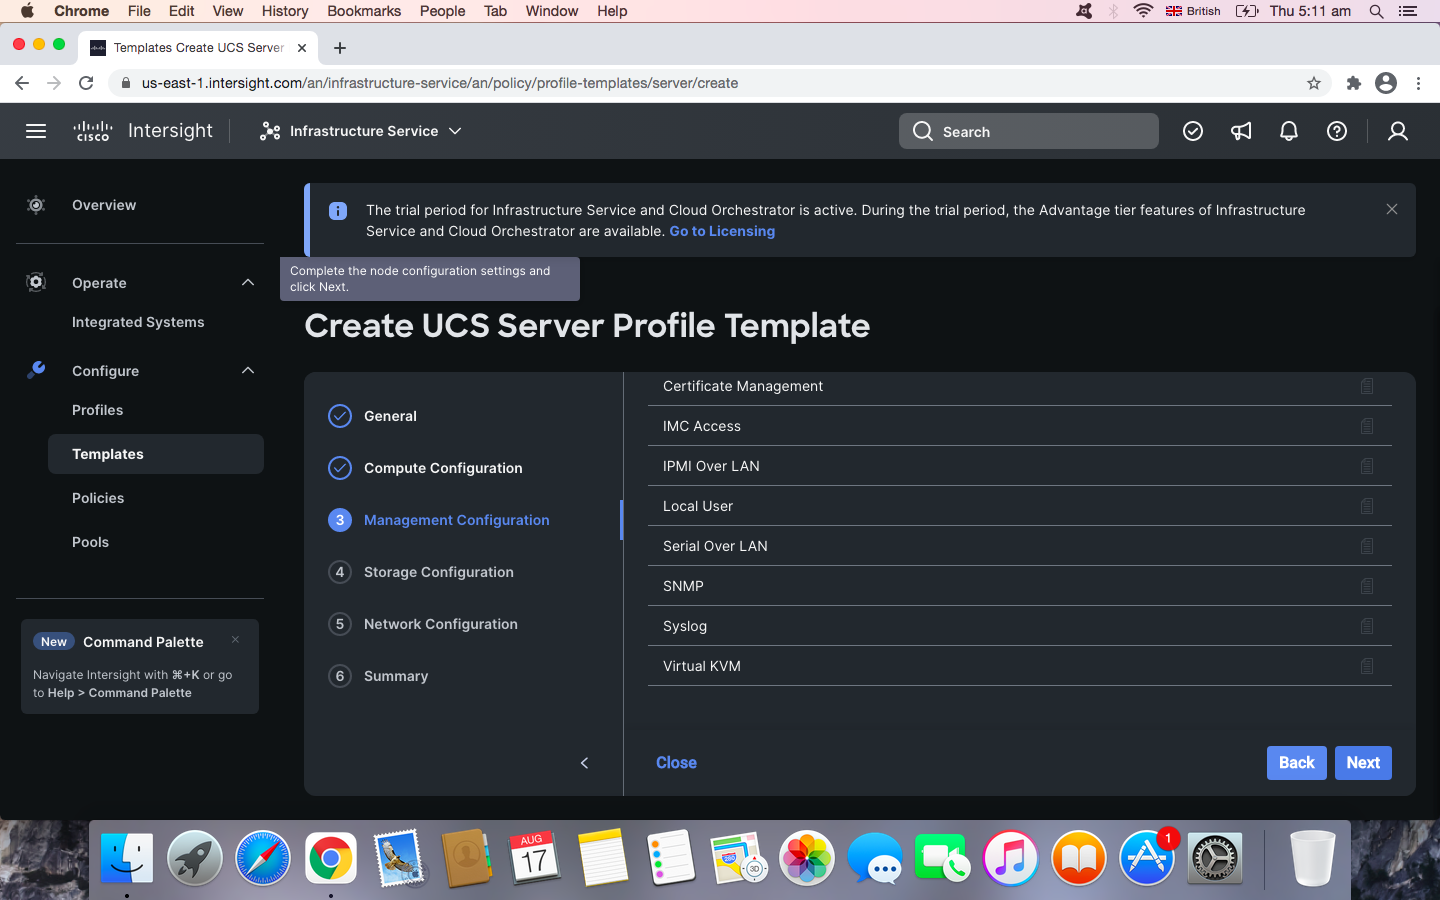 Chrome File Edit View History Bookmarks People Tab Window Help British Thu 5:11 am
Templates Create UCS Server
us-east-1.intersight.com/an/infrastructure-service/an/policy/profile-templates/server/create
CISCO Intersight Infrastructure Service Search
Overview
Operate
Integrated Systems
Configure
Profiles
Templates
Policies
Pools
New Command Palette
Navigate Intersight with ⌘+K or go
to Help > Command Palette
The trial period for Infrastructure Service and Cloud Orchestrator is active. During the trial period, the Advantage tier features of Infrastructure
Service and Cloud Orchestrator are available. Go to Licensing
Complete the node configuration settings and
click Next.
Create UCS Server Profile Template
General
Compute Configuration
3 Management Configuration
4 Storage Configuration
5 Network Configuration
6 Summary
Certificate Management
IMC Access
IPMI Over LAN
Local User
Serial Over LAN
SNMP
Syslog
Virtual KVM
Close Back Next
AUG
17
280
3D
1